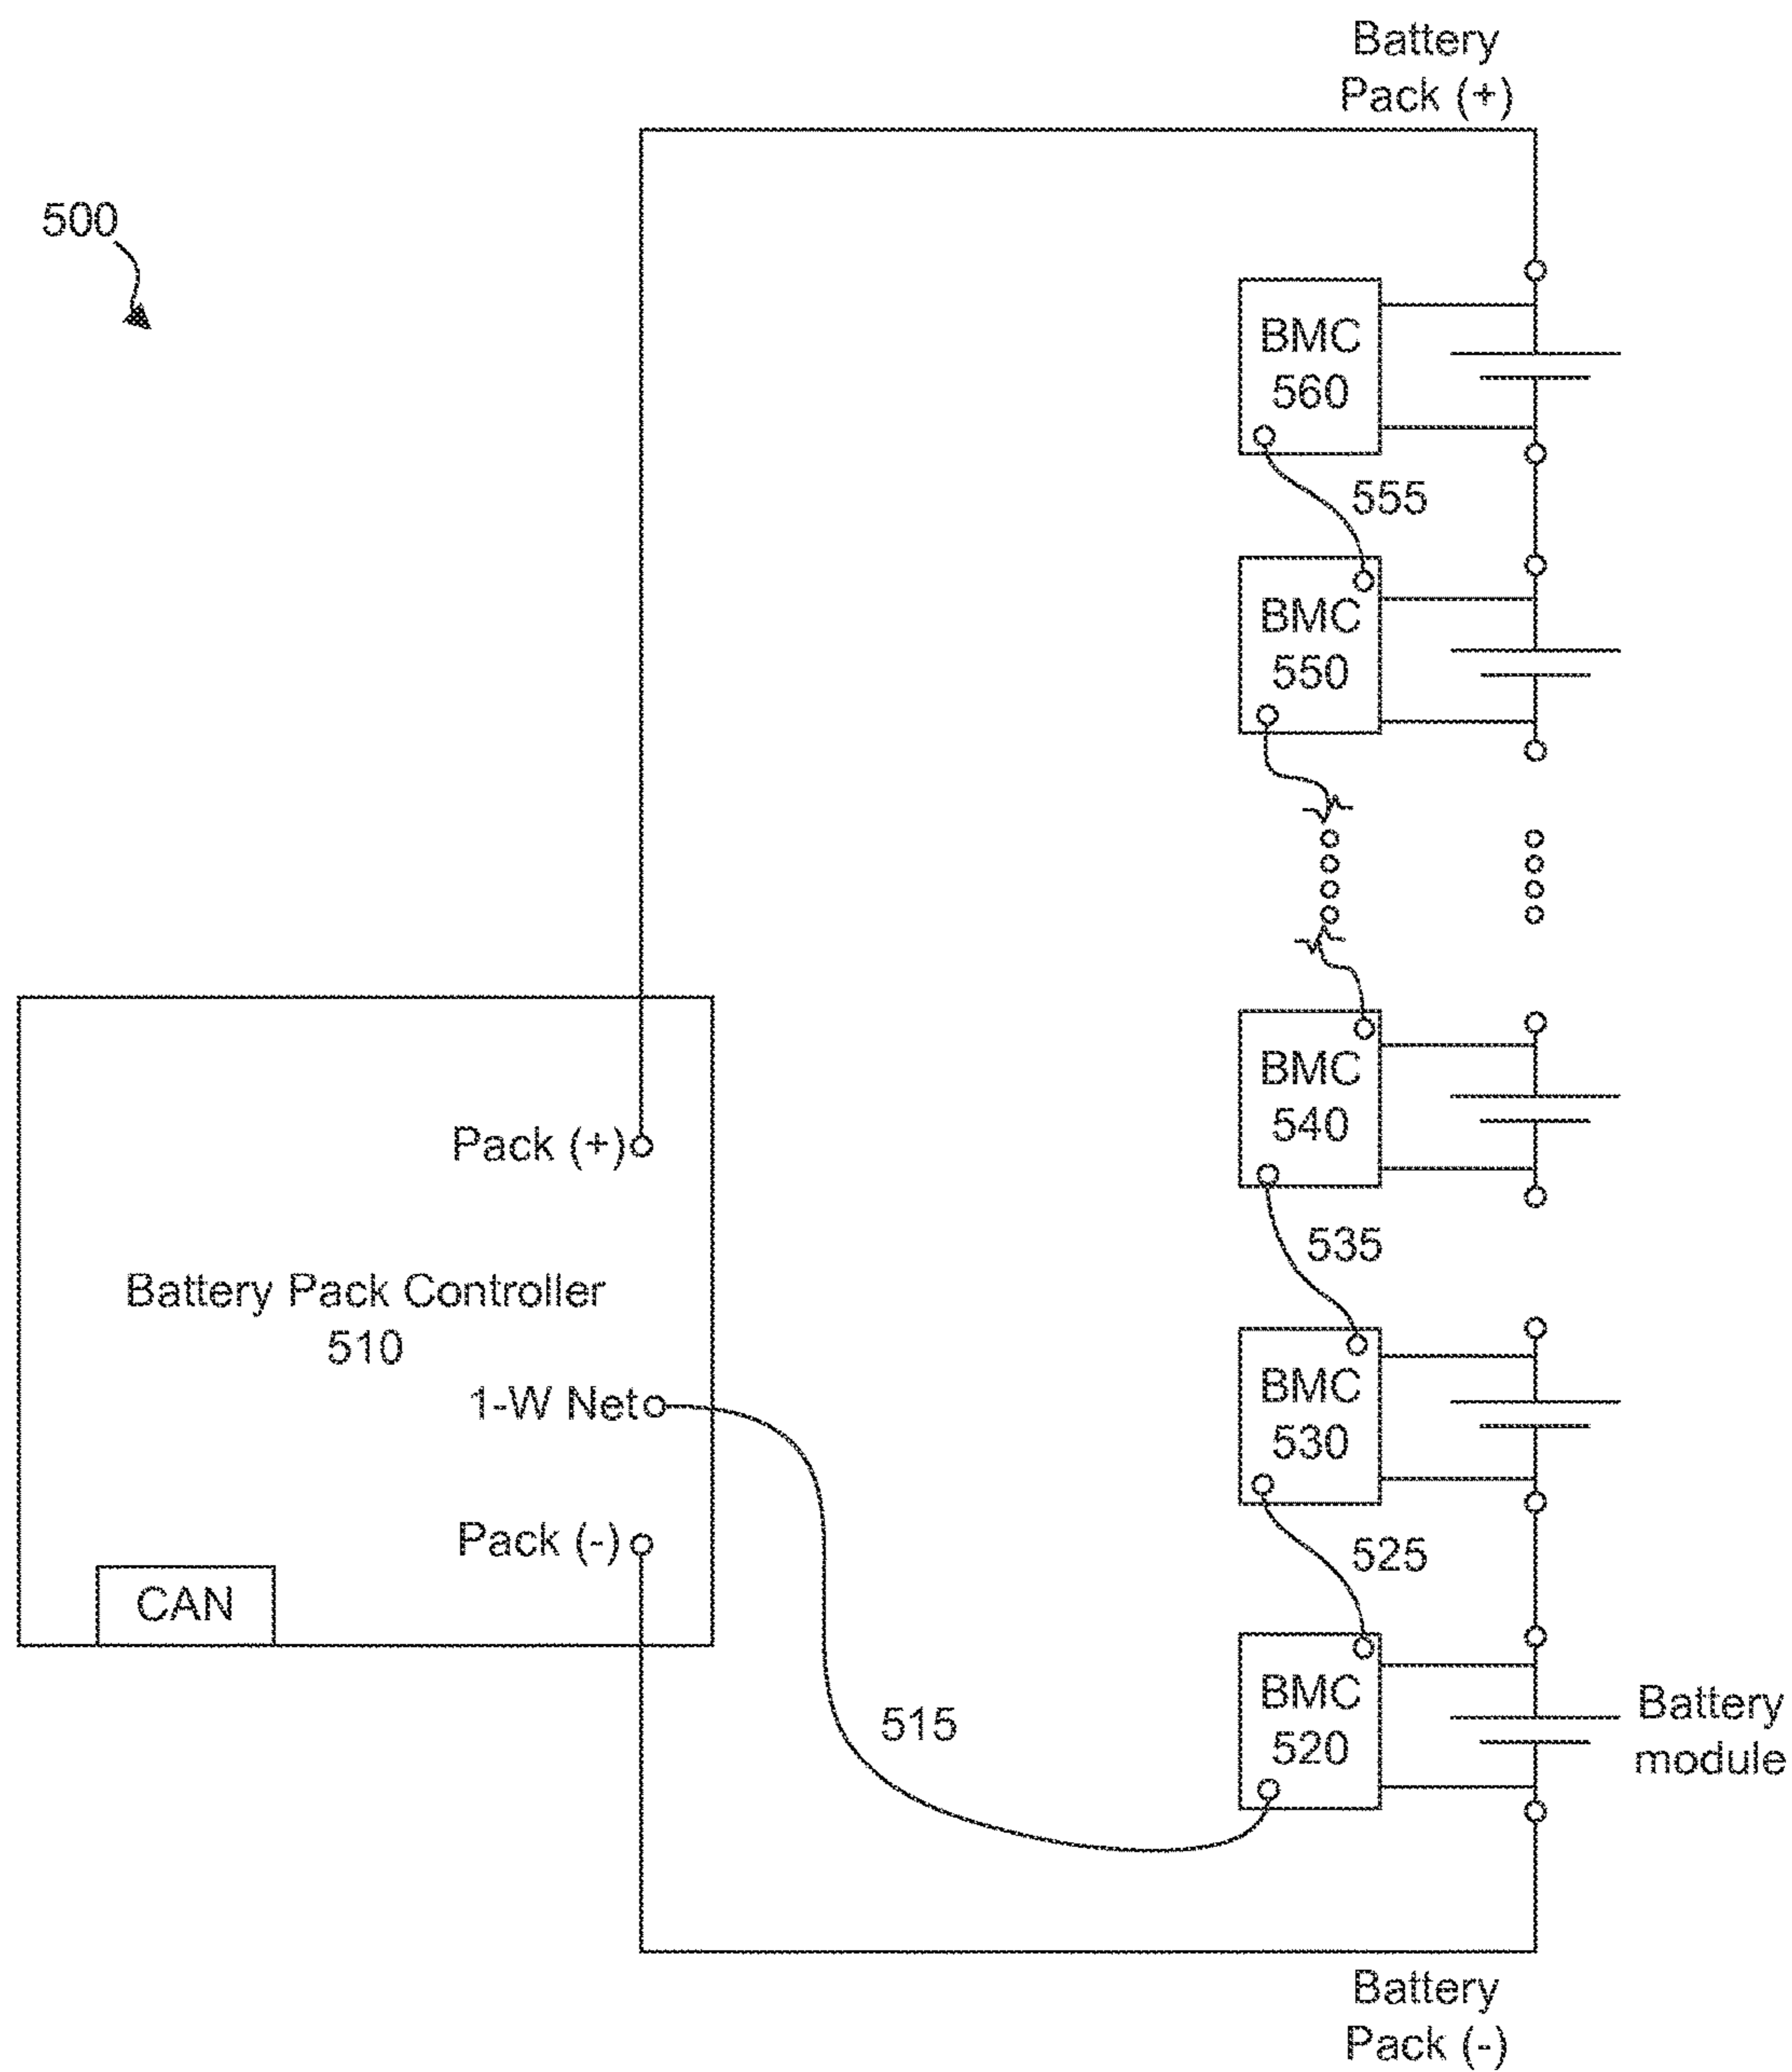 Battery
Pack (+)
500
BMC
560
555
BMC
550
BMC
540
Pack (+)
535
Battery Pack Controller
510
BMC
530
1-W Net
Pack (-)
525
CAN
BMC
520
Battery
module
515
Battery
Pack (-)